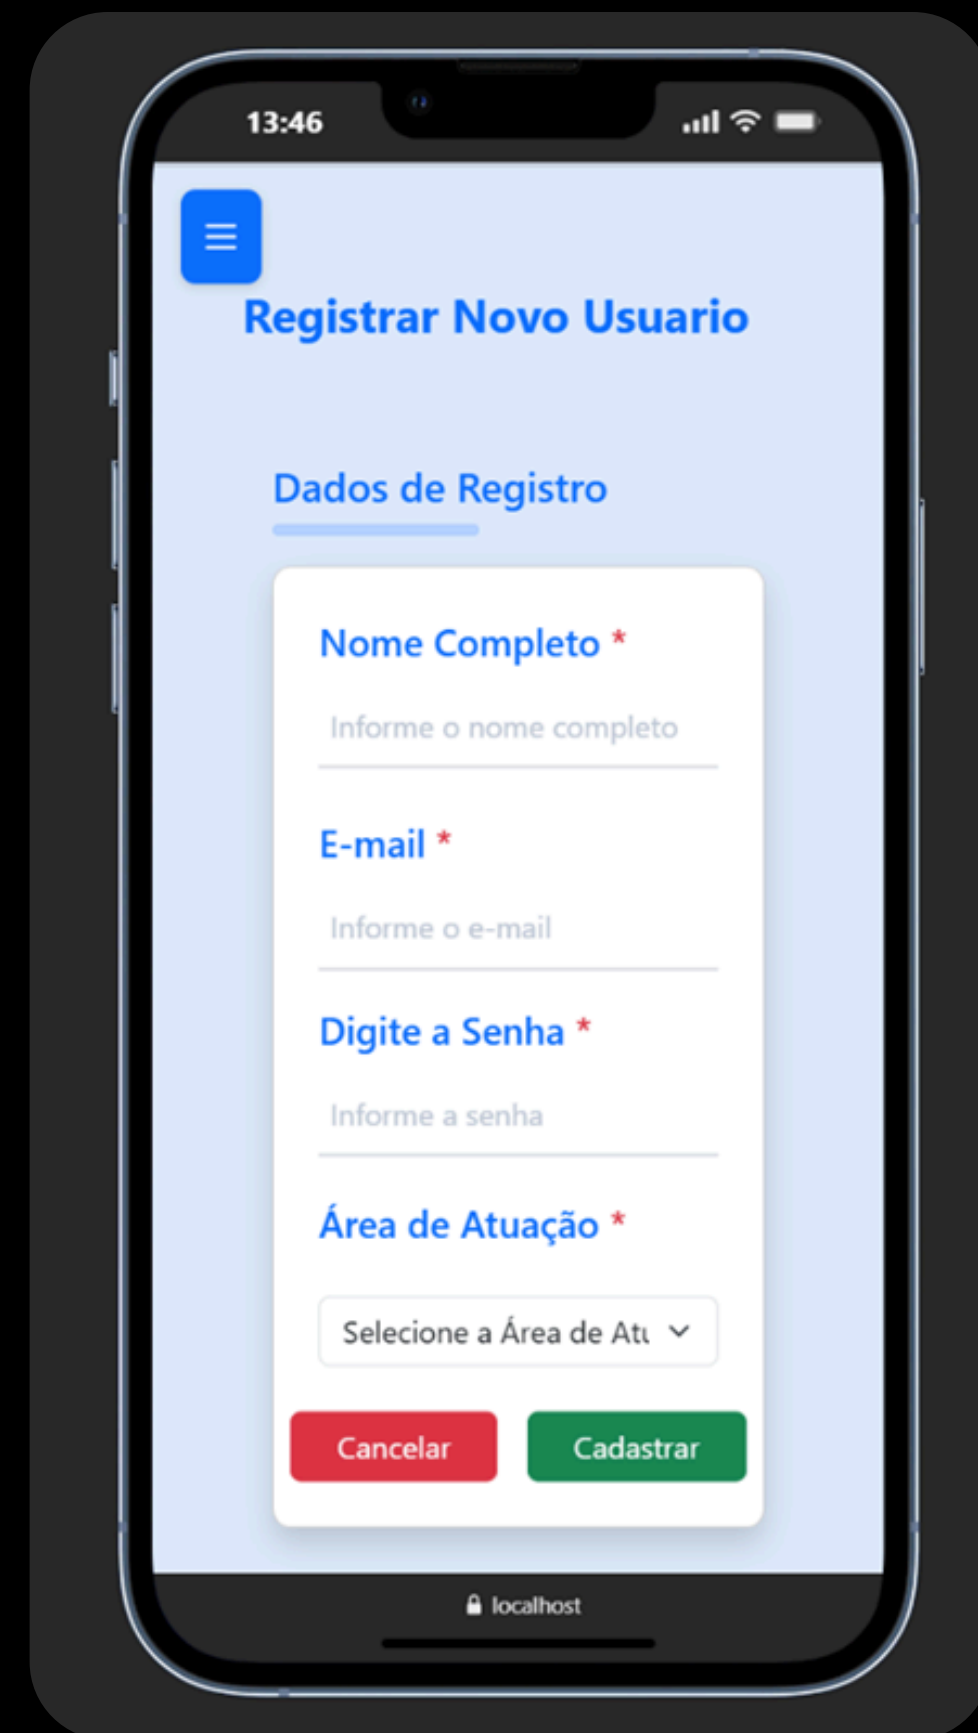 13:46
Registrar Novo Usuario
Dados de Registro
Nome Completo *
Informe o nome completo
E-mail *
Informe o e-mail
Digite a Senha *
Informe a senha
Área de Atuação *
Selecione a Área de Atu
Cancelar
Cadastrar
localhost